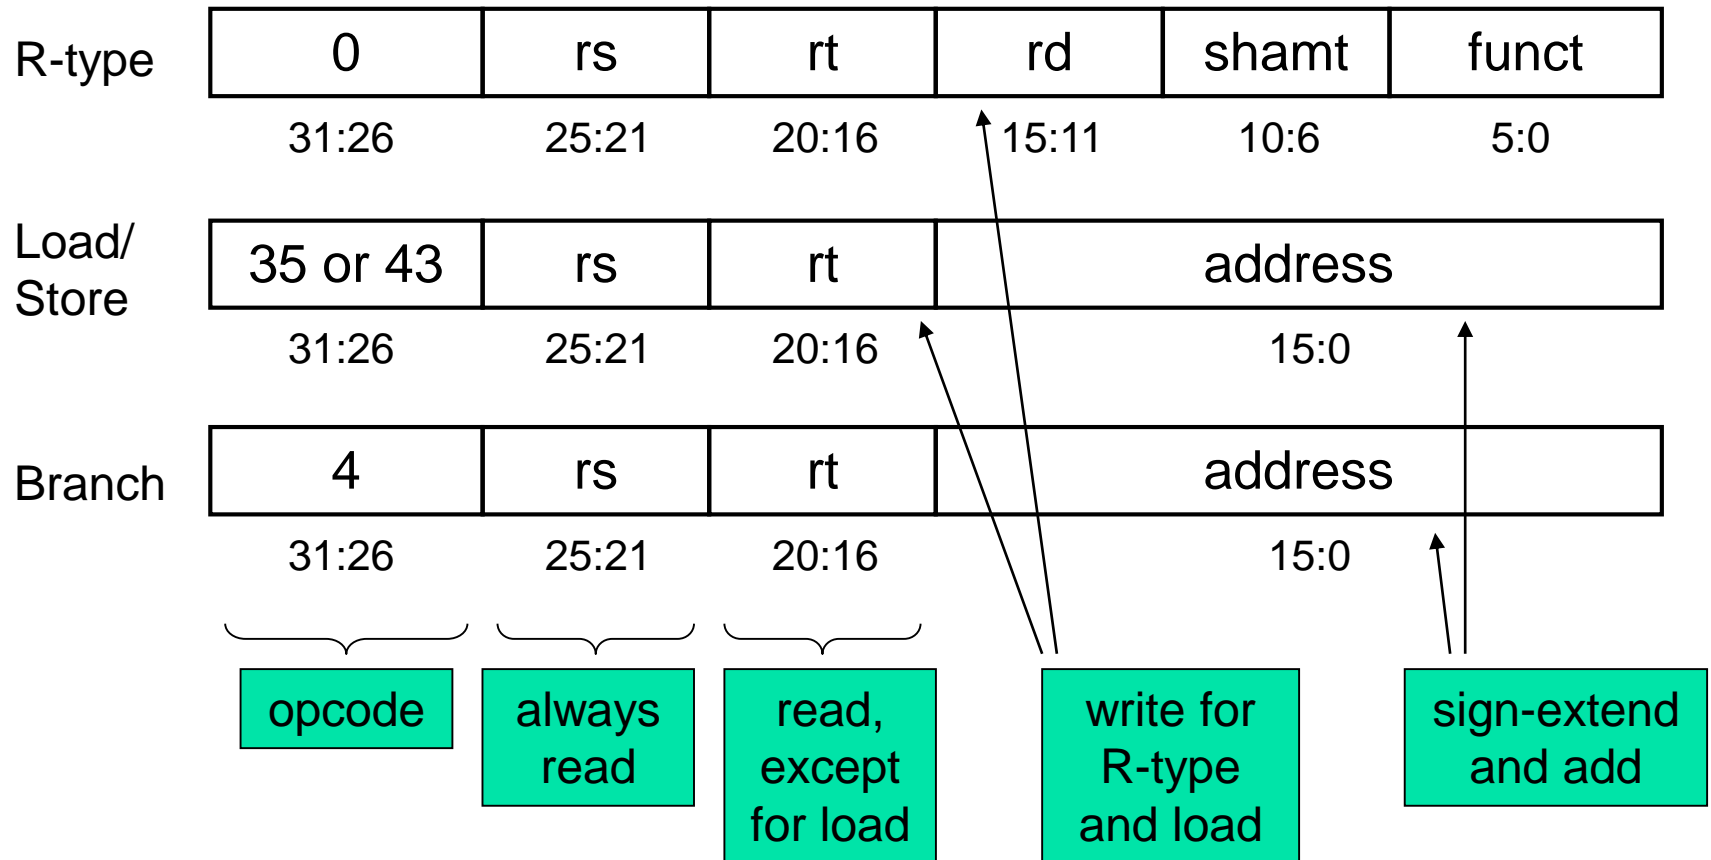 R-type 0 rs rt rd shamt funct
31:26 25:21 20:16 15:11 10:6 5:0
Load/
Store
35 or 43 rs rt address
31:26 25:21 20:16 15:0
Branch 4 rs rt address
31:26 25:21 20:16 15:0
opcode
always
read
read,
except
for load
write for
R-type
and load
sign-extend
and add